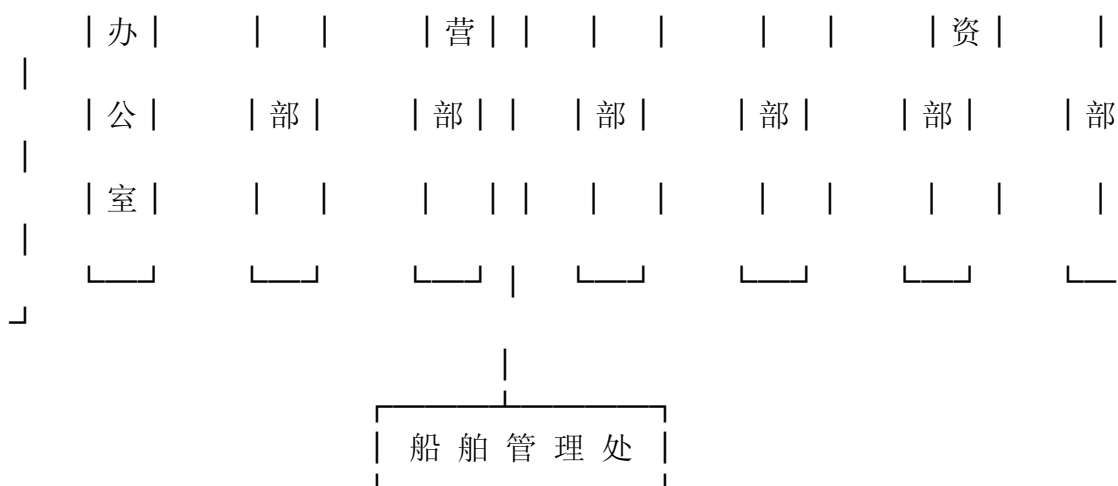 办 营 资
公 部 部 部 部 部 部
室
船 舶 管 理 处